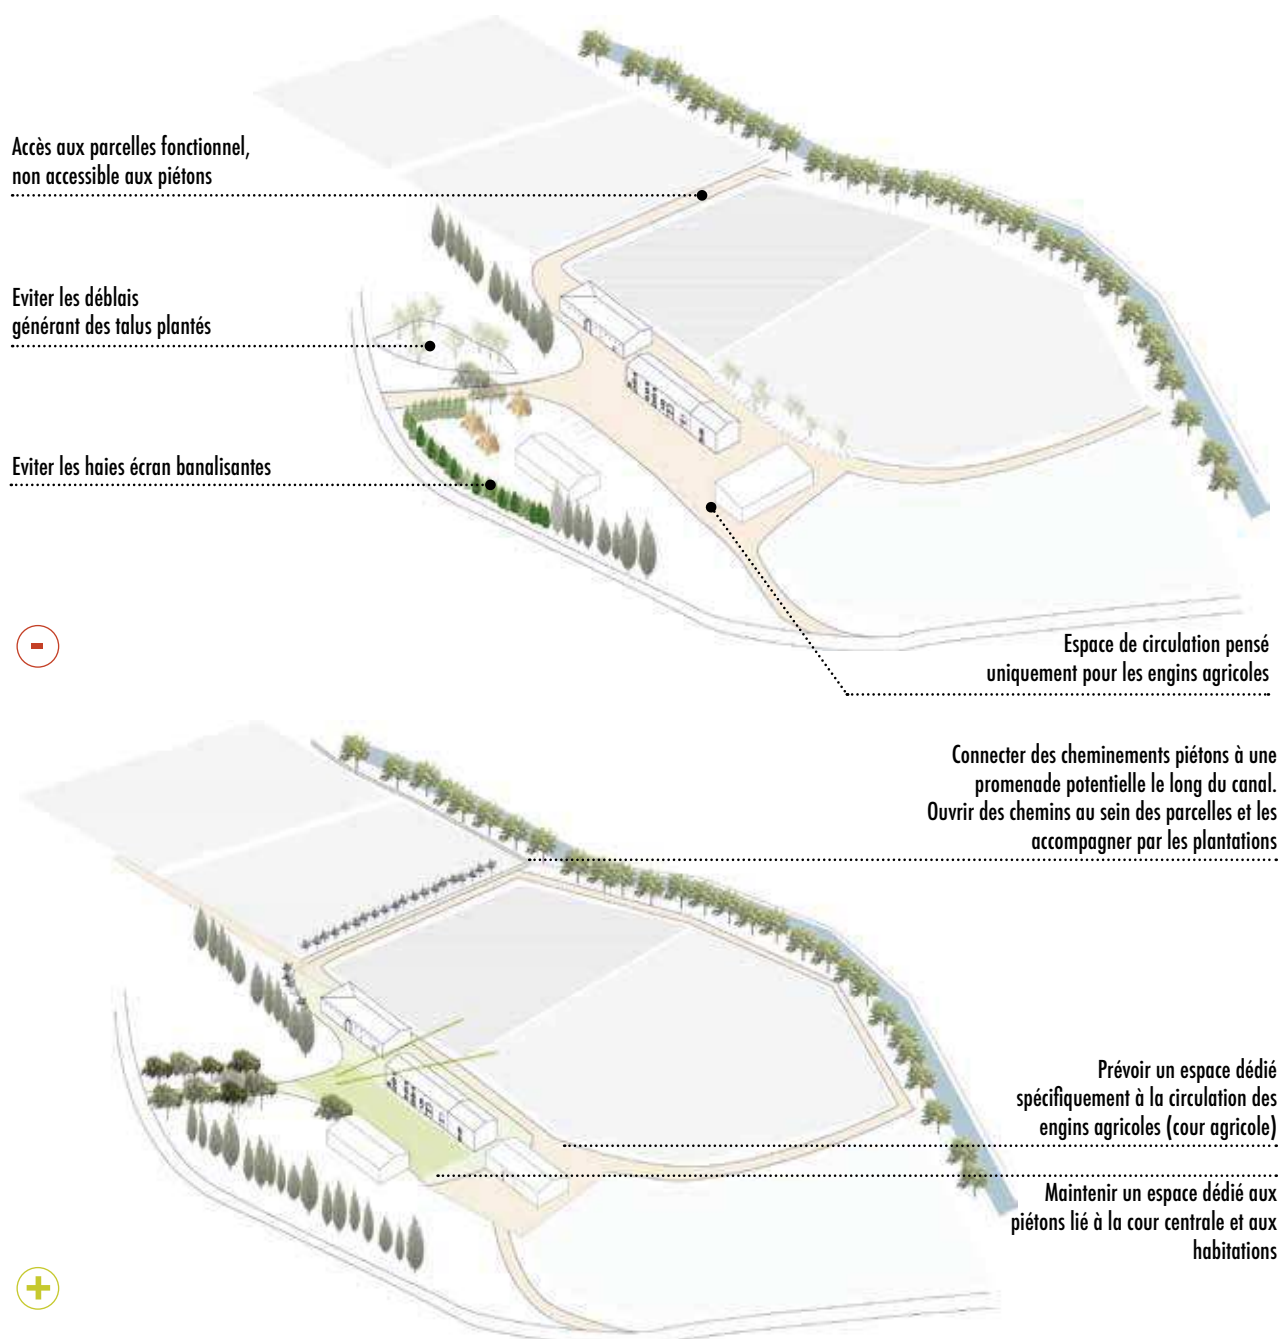 Accès aux parcelles fonctionnel,
non accessible aux piétons
Eviter les déblais
générant des talus plantés
Eviter les haies écran banalisantes
-
Espace de circulation pensé
uniquement pour les engins agricoles
Connecter des cheminements piétons à une
promenade potentielle le long du canal.
Ouvrir des chemins au sein des parcelles et les
accompagner par les plantations
Prévoir un espace dédié
spécifiquement à la circulation des
engins agricoles (cour agricole)
Maintenir un espace dédié aux
piétons lié à la cour centrale et aux
habitations
+